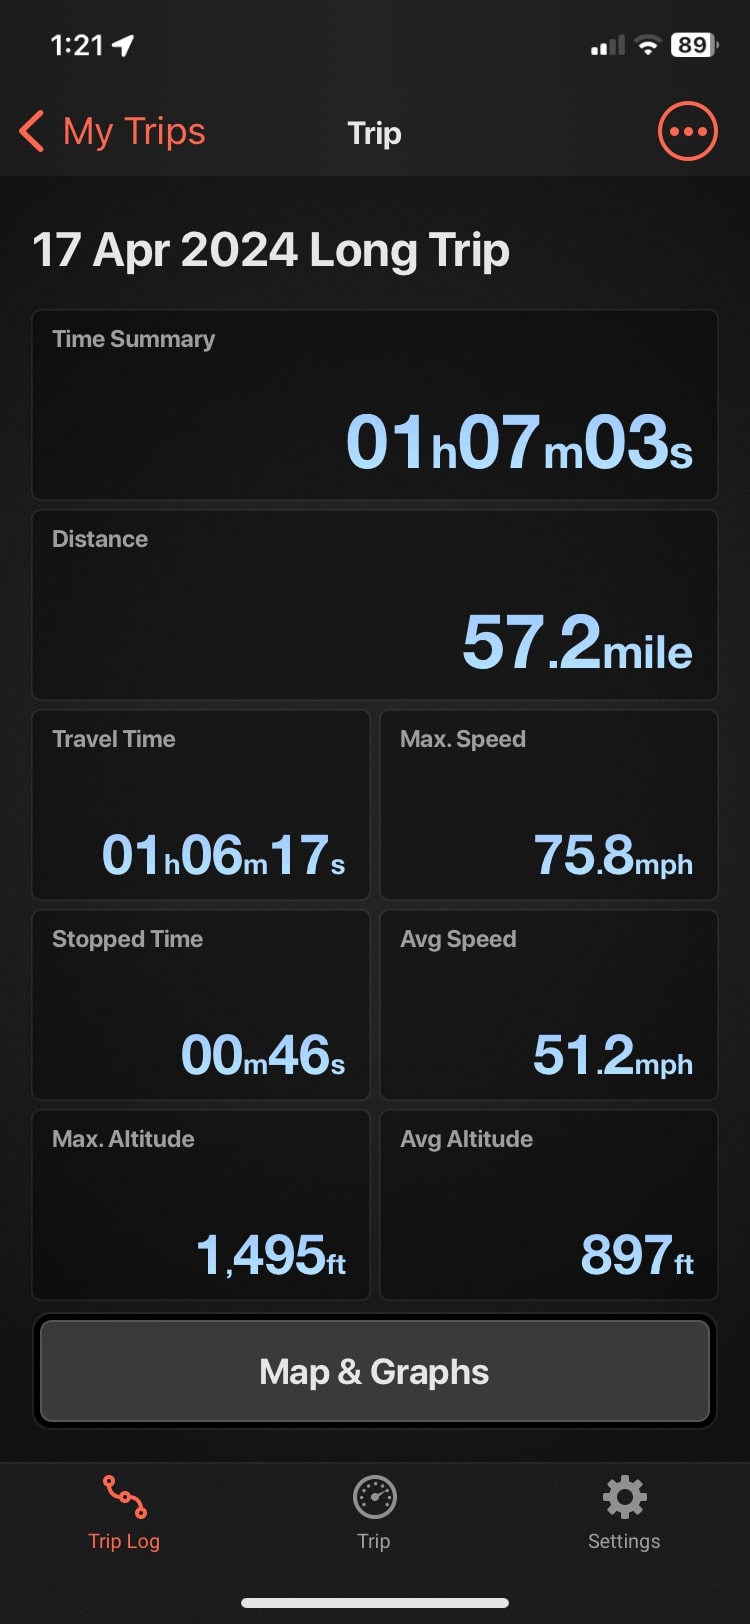 1:21
89
My Trips
Trip
17 Apr 2024 Long Trip
Time Summary
01h07m03s
Distance
57.2mile
Travel Time
01h06m17s
Max. Speed
75.8mph
Stopped Time
00m46s
Avg Speed
51.2mph
Max. Altitude
1,495ft
Avg Altitude
897ft
Map & Graphs
Trip Log
Trip
Settings